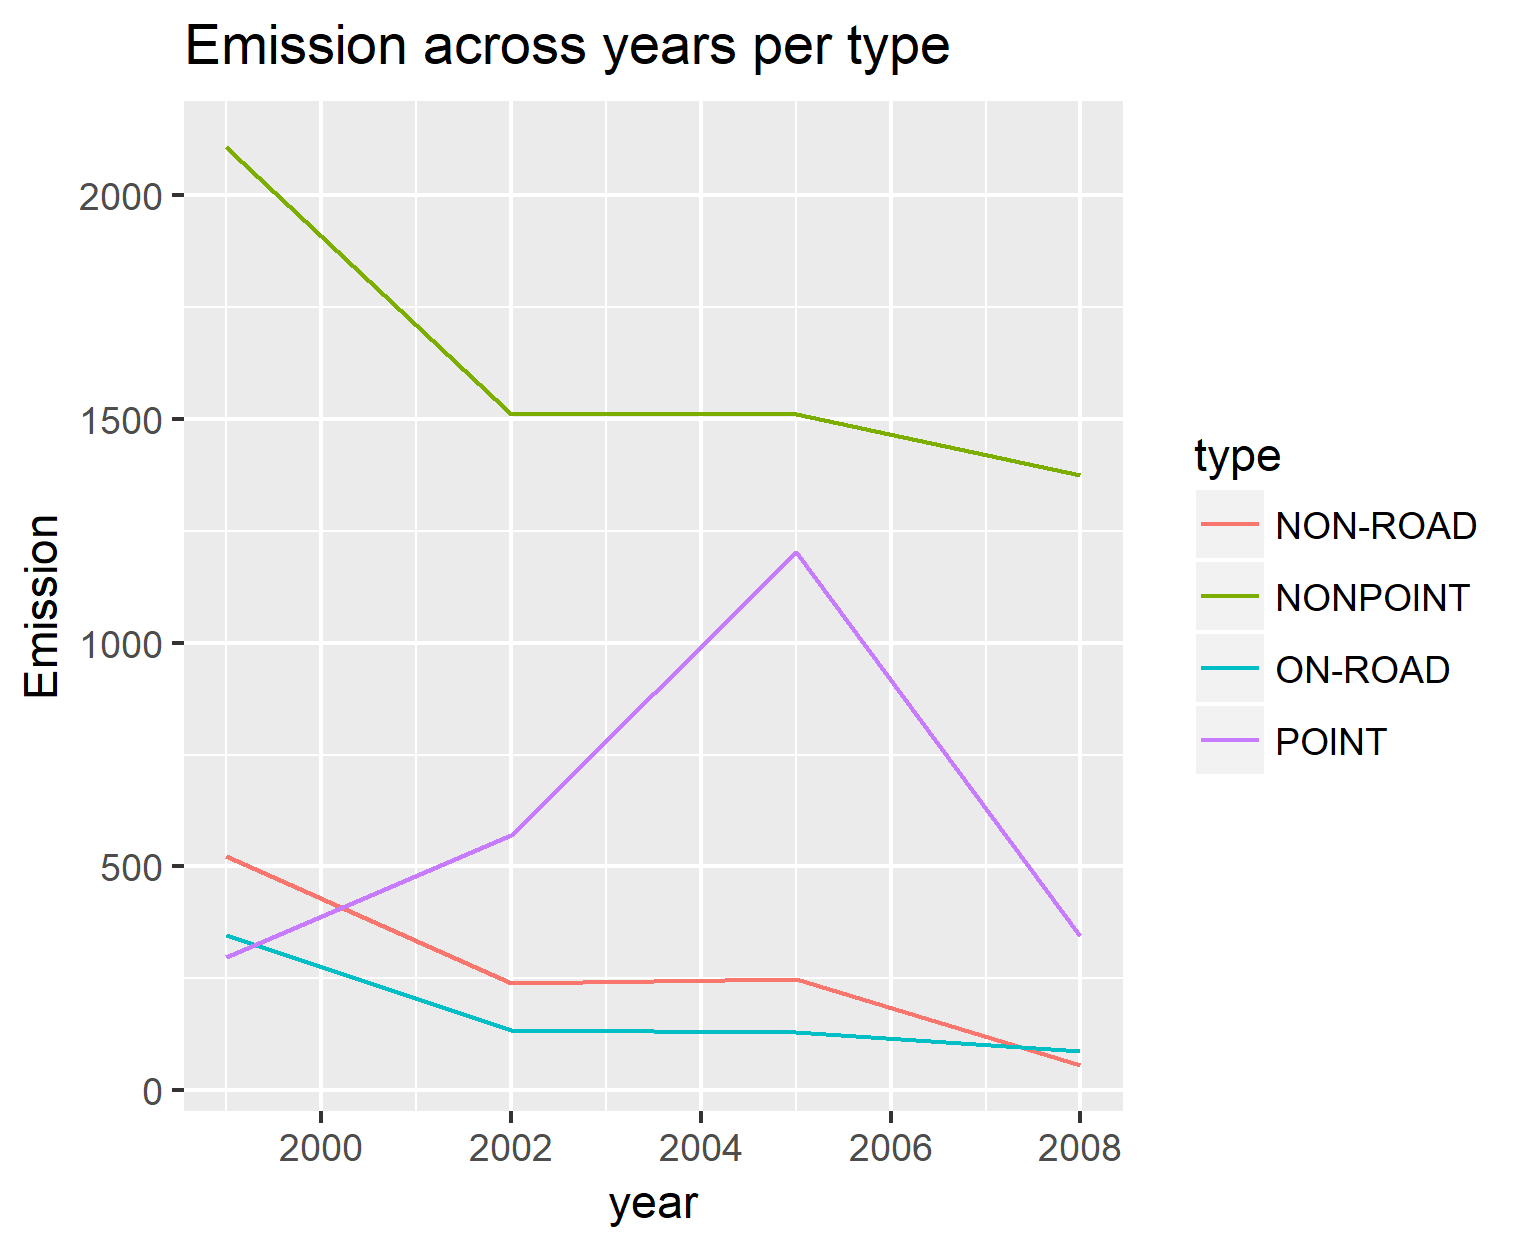 Emission across years per type
2000
1500
1000
500
0
Emission
2000 2002 2004 2006 2008
year
type
NON-ROAD
NONPOINT
ON-ROAD
POINT